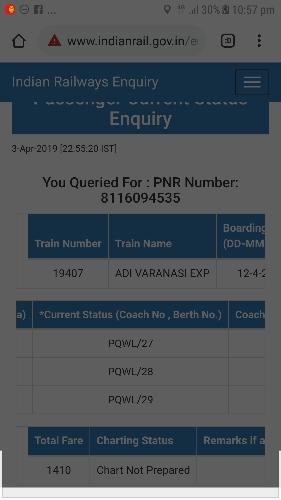 30% 10:57 pm
www.indianrail.gov.in/e
Indian Railways Enquiry
Passenger Current Status
Enquiry
3-Apr-2019 [22:55:20 IST]
You Queried For : PNR Number:
8116094535
Train Number Train Name Boarding (DD-MM
19407 ADI VARANASI EXP 12-4-2
a) *Current Status (Coach No , Berth No.) Coach
PQWL/27
PQWL/28
PQWL/29
Total Fare Charting Status Remarks if a
1410 Chart Not Prepared